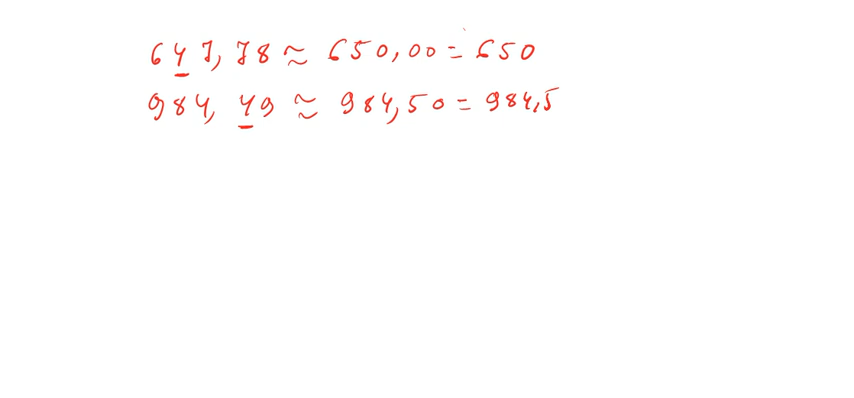 647,78 ≈ 650,00 = 650
984,49 ≈ 984,50 = 984,5